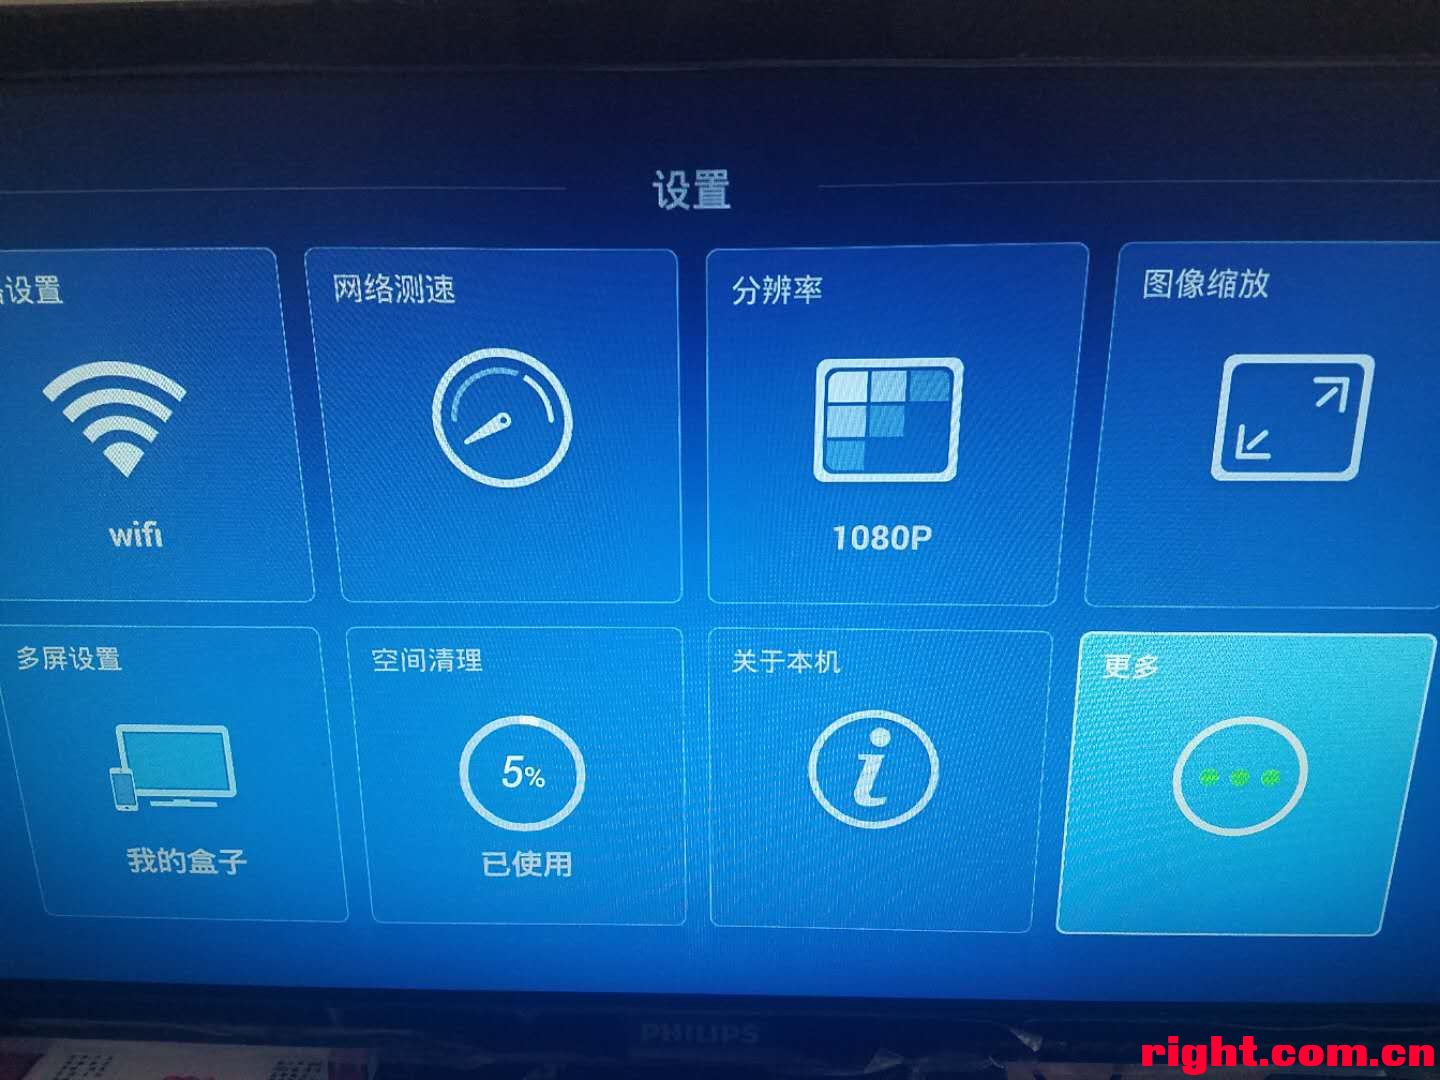 设置
设置
网络测速
分辨率
图像缩放
wifi
1080P
多屏设置
空间清理
关于本机
更多
5%
我的盒子
已使用
PHILIPS
right.com.cn